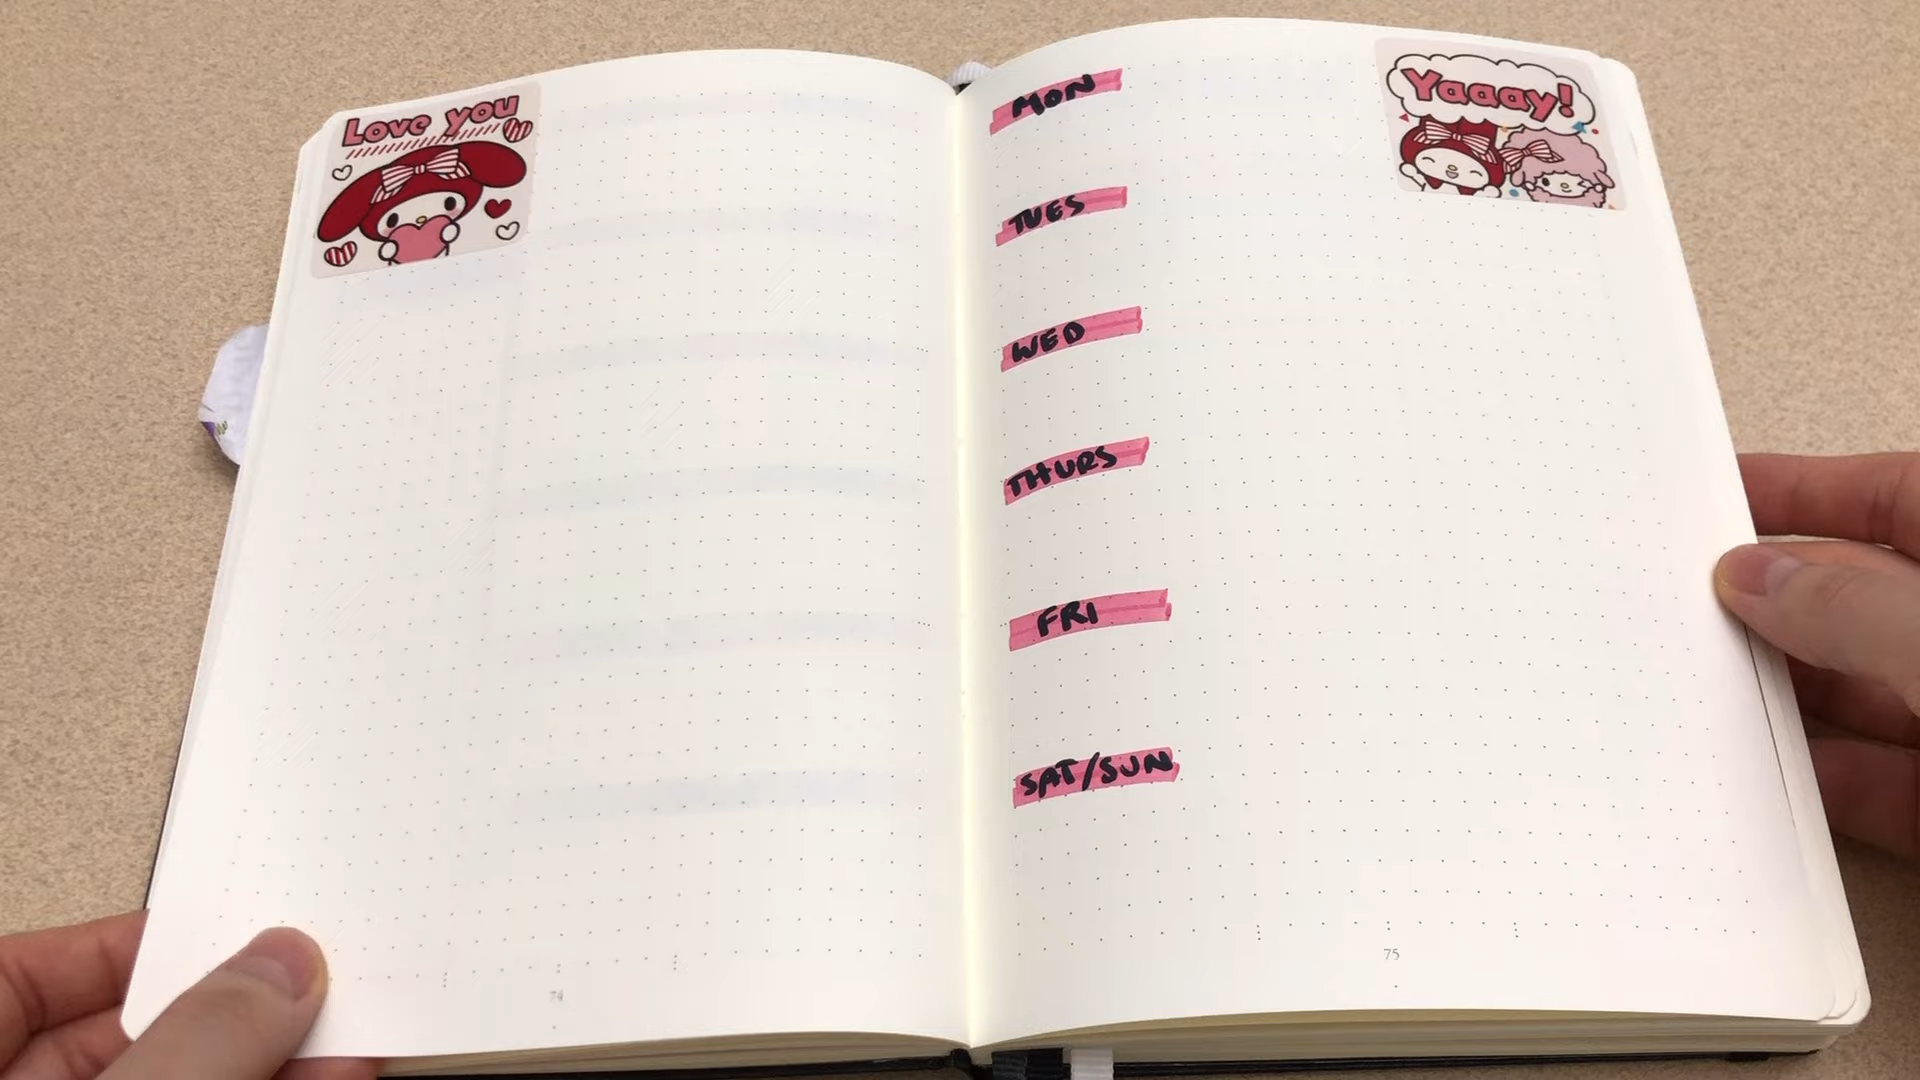 Love you
74
MON
Yaaay!
TUES
WED
THURS
FRI
SAT/SUN
75